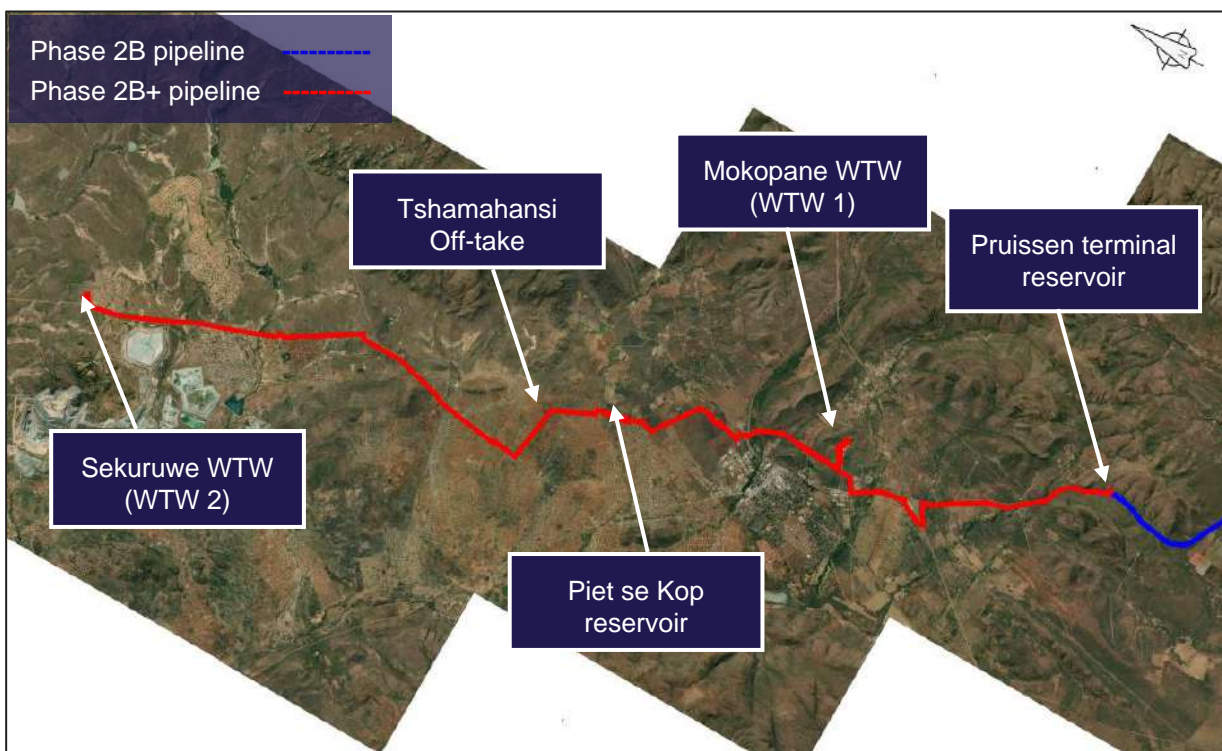 Phase 2B pipeline
Phase 2B+ pipeline
Tshamahansi
Off-take
Mokopane WTW
(WTW 1)
Pruissen terminal
reservoir
Sekuruwe WTW
(WTW 2)
Piet se Kop
reservoir